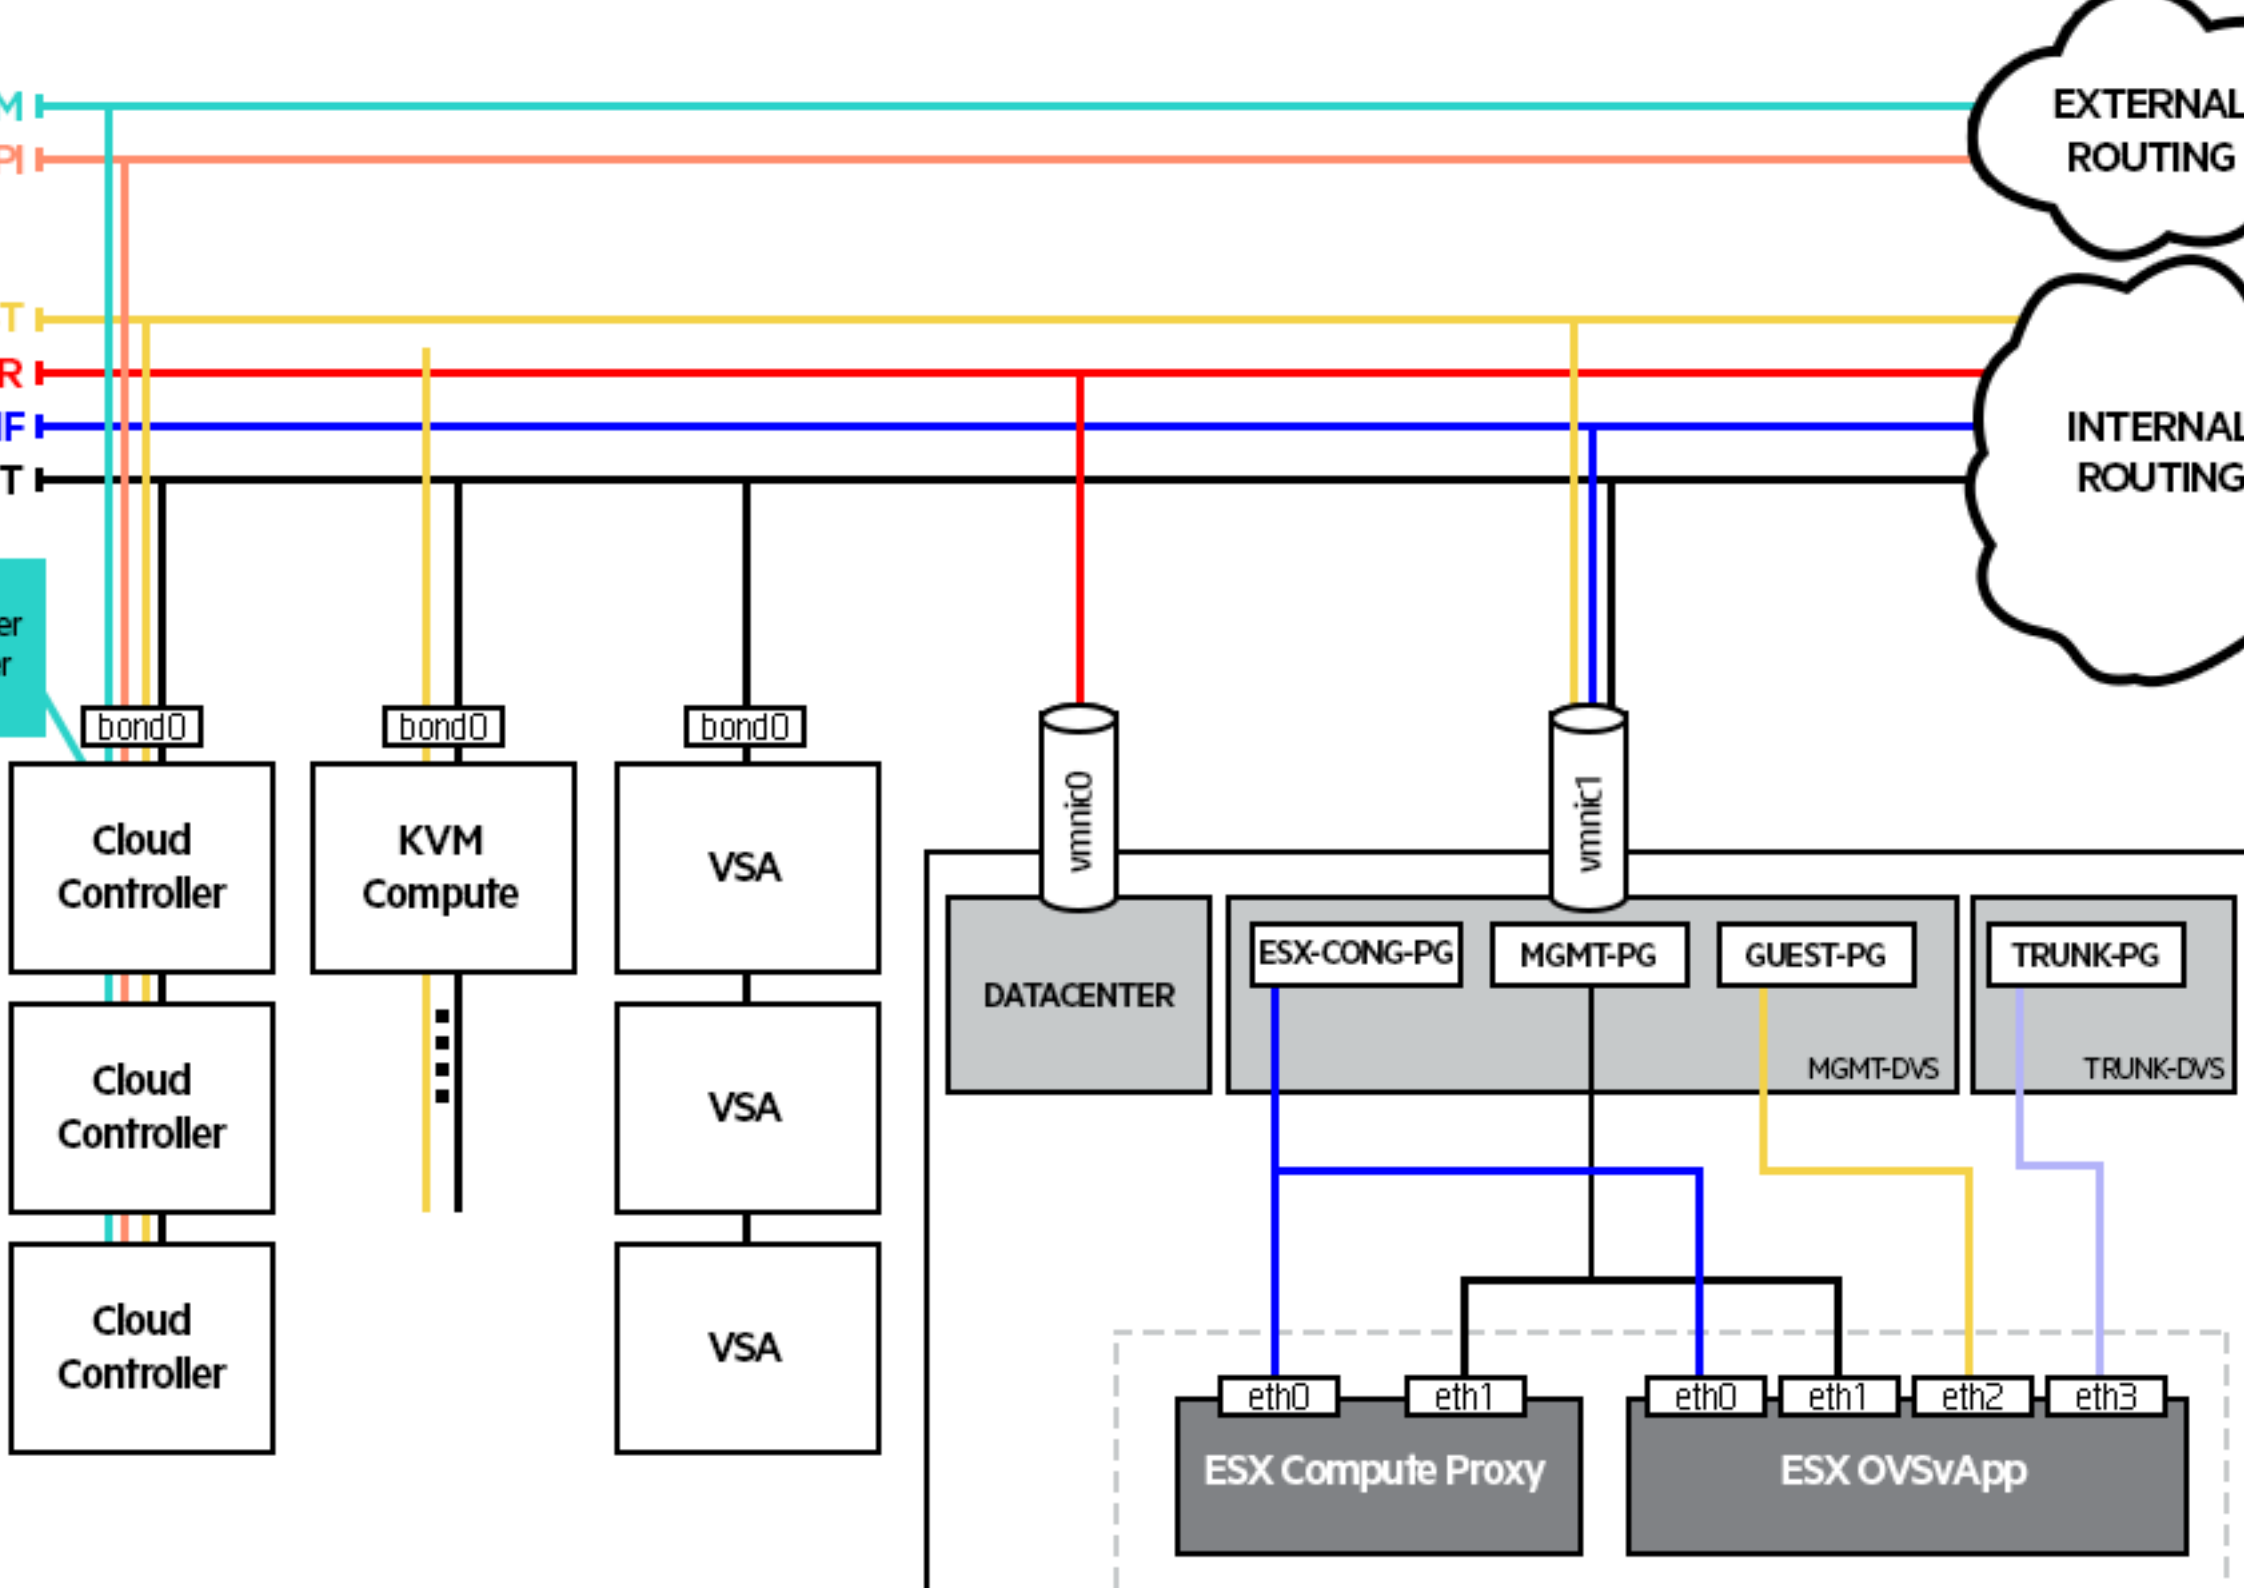 M
EXTERNAL
ROUTING
PI
T
R
IF
INTERNAL
ROUTING
T
er
er
bond0
bond0
bond0
vmnic0
vmnic1
Cloud
Controller
KVM
Compute
VSA
DATACENTER
ESX-CONG-PG
MGMT-PG
GUEST-PG
MGMT-DVS
TRUNK-PG
TRUNK-DVS
Cloud
Controller
VSA
Cloud
Controller
VSA
eth0
eth1
ESX Compute Proxy
eth0
eth1
eth2
eth3
ESX OVSvApp